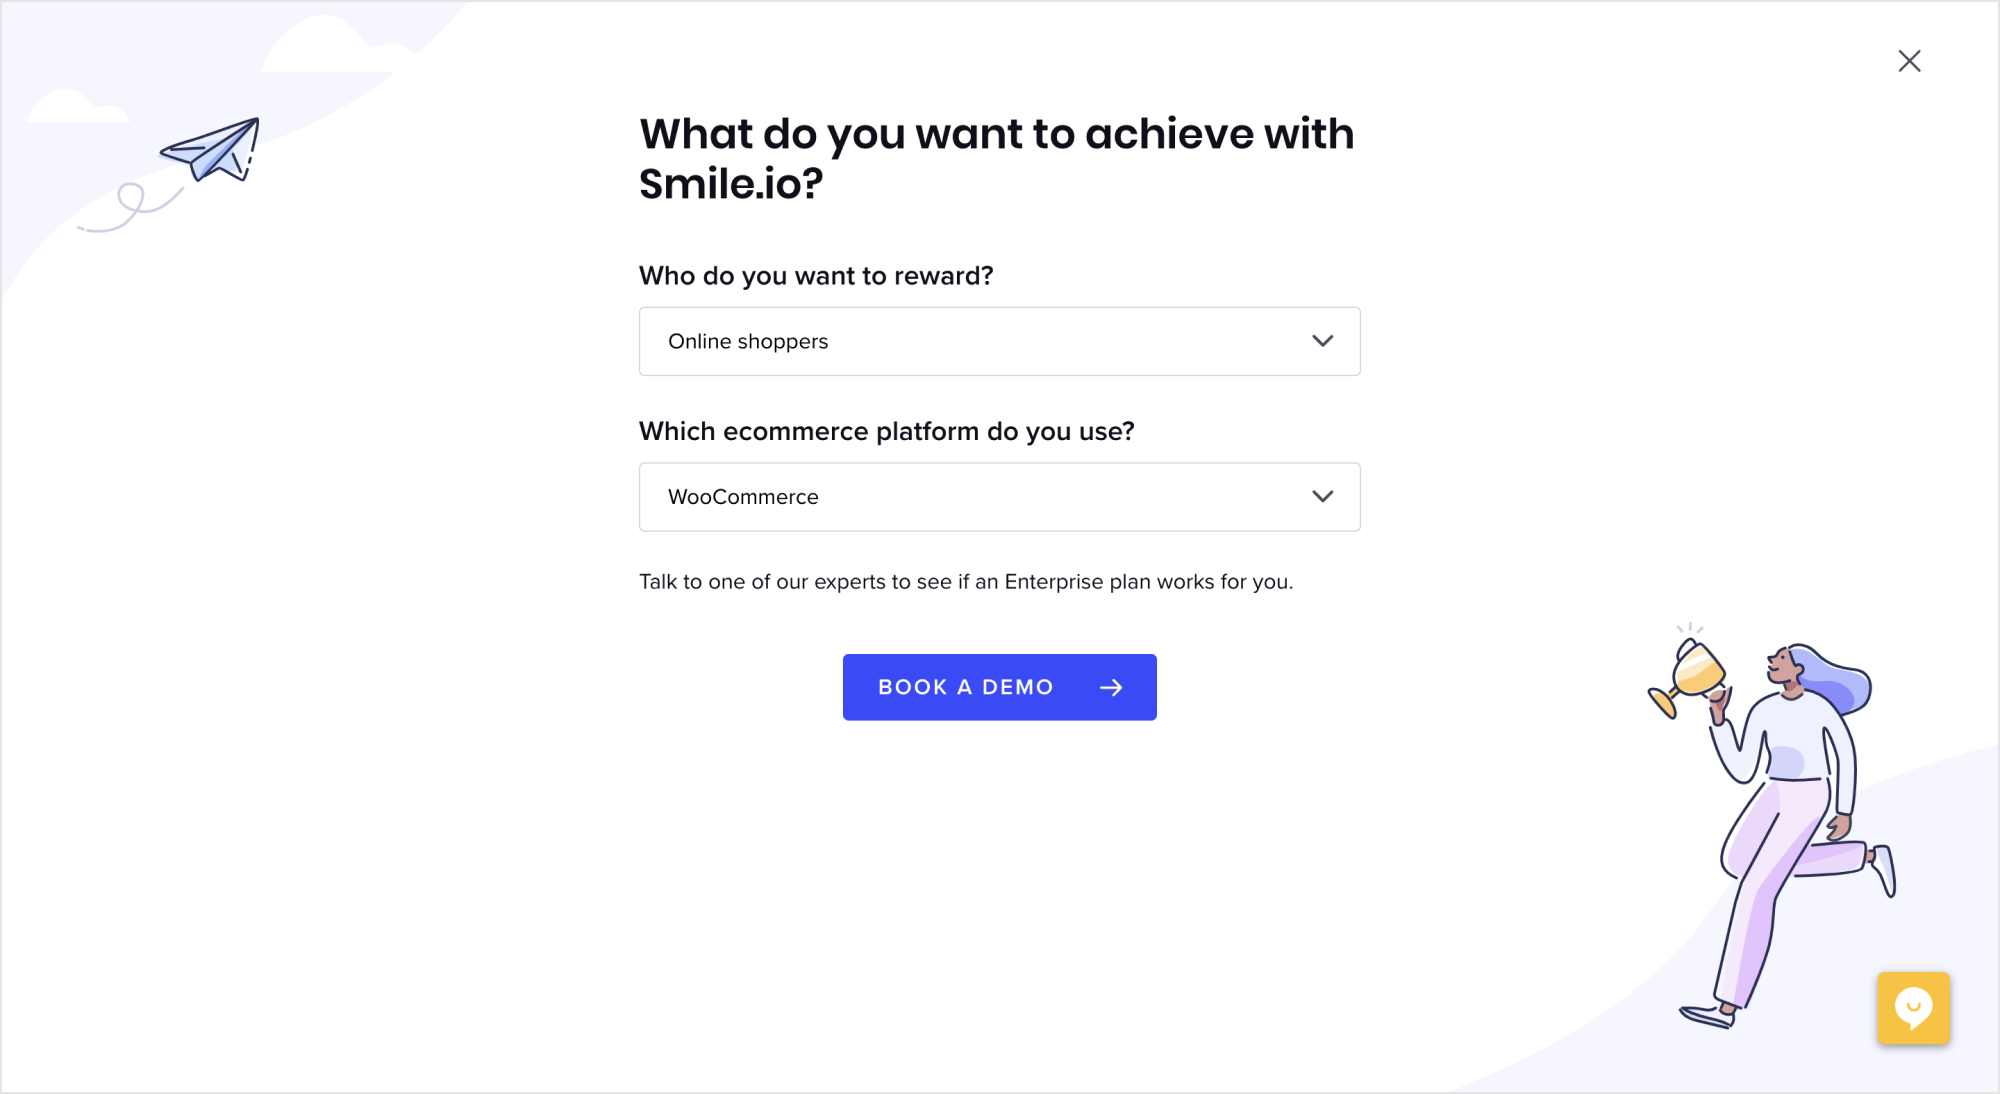 What do you want to achieve with
Smile.io?
Who do you want to reward?
Online shoppers
Which ecommerce platform do you use?
WooCommerce
Talk to one of our experts to see if an Enterprise plan works for you.
BOOK A DEMO